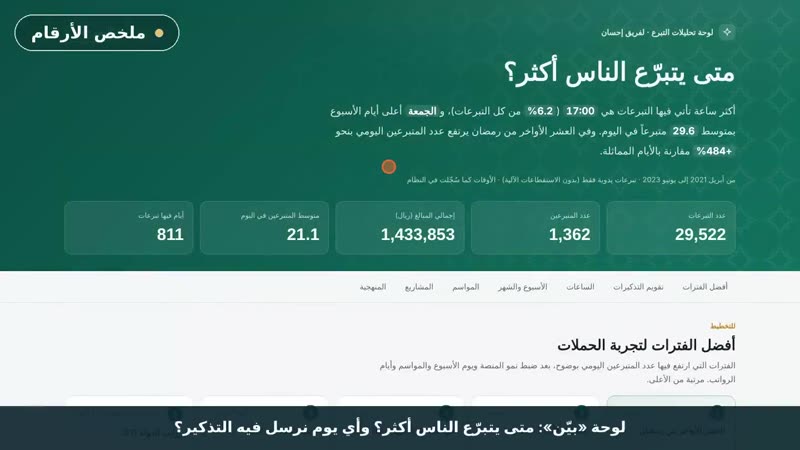 ملخص الأرقام
لوحة تحليلات التبرع · لفريق إحسان
متى يتبرّع الناس أكثر؟
أكثر ساعة تأتي فيها التبرعات هي 17:00 (6.2% من كل التبرعات)، والجمعة أعلى أيام الأسبوع
بمتوسط 29.6 متبرعاً في اليوم. وفي العشر الأواخر من رمضان يرتفع عدد المتبرعين اليومي بنحو
+484% مقارنة بالأيام المماثلة.
من أبريل 2021 إلى يونيو 2023 · تبرعات يدوية فقط (بدون الاستقطاعات الآلية) · الأوقات كما سُجّلت في النظام
عدد التبرعات
29,522
عدد المتبرعين
1,362
إجمالي المبالغ (ريال)
1,433,853
متوسط المتبرعين في اليوم
21.1
أيام فيها تبرعات
811
أفضل الفترات
تقويم التذكيرات
الساعات
الأسبوع والشهر
المواسم
المشاريع
المنهجية
للتخطيط
أفضل الفترات لتجربة الحملات
الفترات التي ارتفع فيها عدد المتبرعين اليومي بوضوح، بعد ضبط نمو المنصة ويوم الأسبوع والمواسم وأيام
الرواتب. مرتبة من الأعلى.
لوحة «بيّن»: متى يتبرّع الناس أكثر؟ وأي يوم نرسل فيه التذكير؟